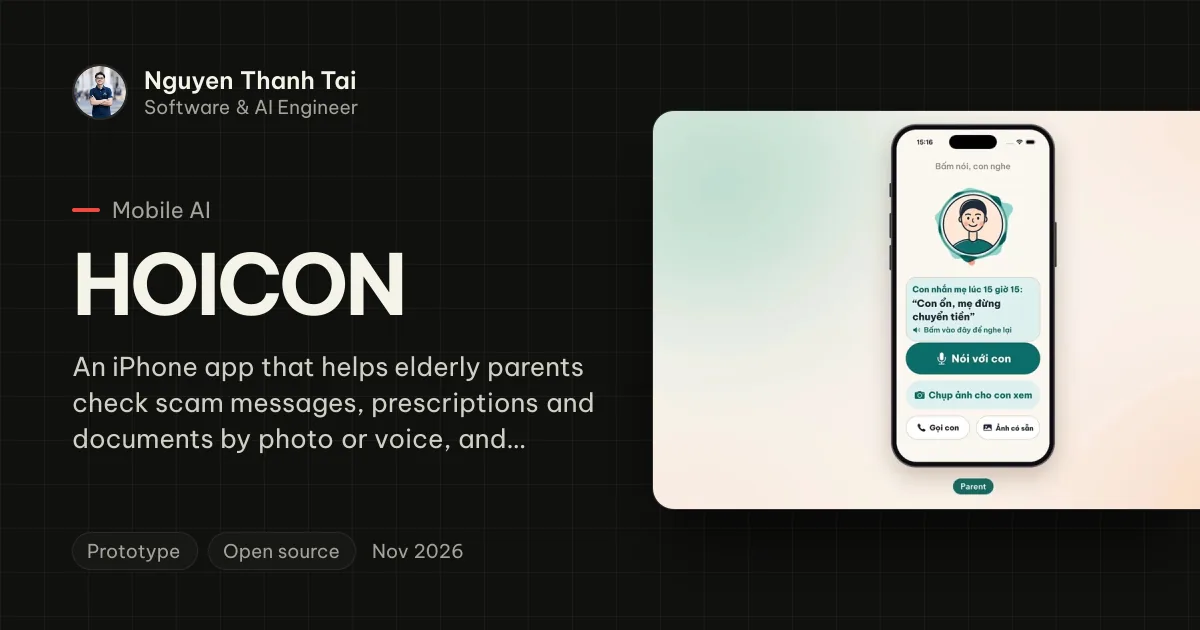 Nguyen Thanh Tai
Software & AI Engineer
Mobile AI
HOICON
An iPhone app that helps elderly parents
check scam messages, prescriptions and
documents by photo or voice, and...
Prototype
Open source
Nov 2026
15:16
Bấm nói, con nghe
Con nhắn mẹ lúc 15 giờ 15:
“Con ổn, mẹ đừng
chuyển tiền”
Bấm vào đây để nghe lại
Nói với con
Chụp ảnh cho con xem
Gọi con
Ảnh có sẵn
Parent